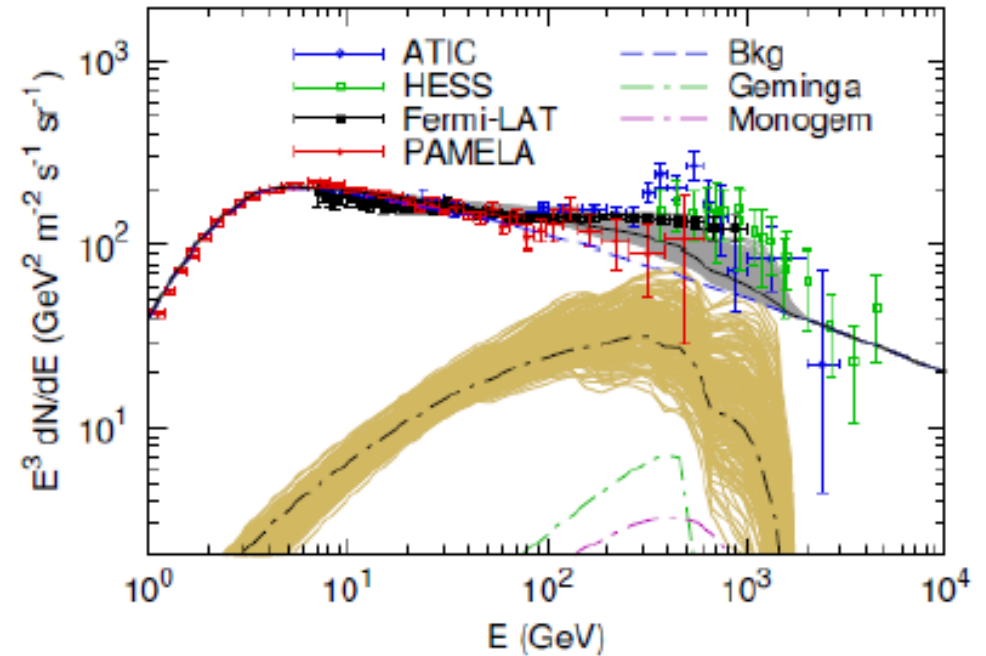 ATIC
HESS
Fermi-LAT
PAMELA
Bkg
Geminga
Monogem
E³ dN/dE (GeV² m⁻² s⁻¹ sr⁻¹)
10³
10²
10¹
10⁰ 10¹ 10² 10³ 10⁴
E (GeV)